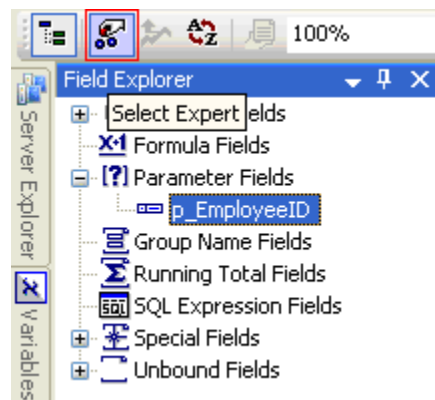 100%
Field Explorer
Select Expert elds
Formula Fields
Parameter Fields
p_EmployeeID
Group Name Fields
Running Total Fields
SQL Expression Fields
Special Fields
Unbound Fields
Server Explorer
Variables